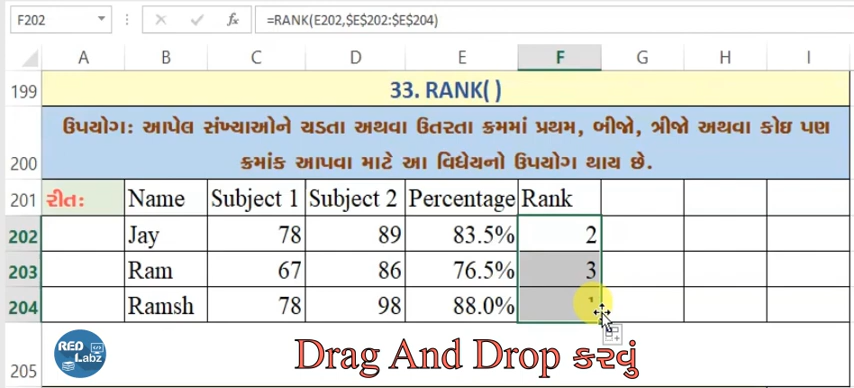 F202 =RANK(E202,$E$202:$E$204)
A B C D E F G H I
199 33. RANK( )
ઉપયોગ: આપેલ સંખ્યાઓને ચડતા અથવા ઉતરતા ક્રમમાં પ્રથમ, બીજો, ત્રીજો અથવા કોઇ પણ
200 ક્રમાંક આપવા માટે આ વિધેયનો ઉપયોગ થાય છે.
201 રીત: Name Subject 1 Subject 2 Percentage Rank
202 Jay 78 89 83.5% 2
203 Ram 67 86 76.5% 3
204 Ramsh 78 98 88.0%
RED Labz
205 Drag And Drop કરવું